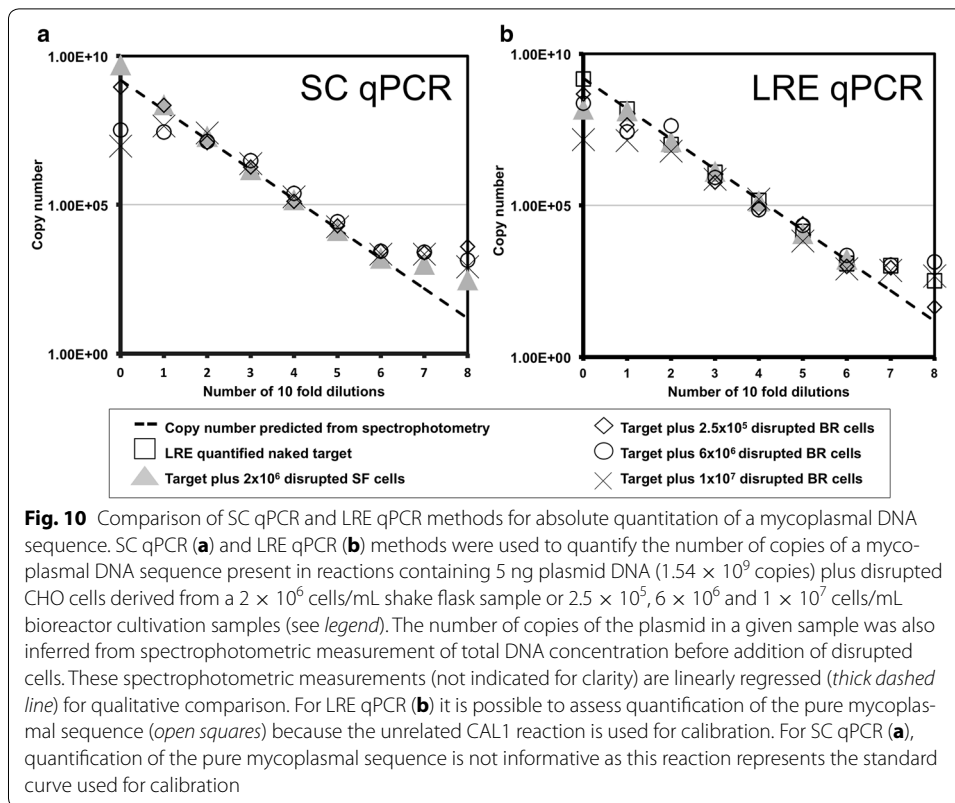 a
SC qPCR
1.00E+10
1.00E+05
1.00E+00
Copy number
0 1 2 3 4 5 6 7 8
Number of 10 fold dilutions
b
LRE qPCR
1.00E+10
1.00E+05
1.00E+00
Copy number
0 1 2 3 4 5 6 7 8
Number of 10 fold dilutions
Copy number predicted from spectrophotometry
LRE quantified naked target
Target plus 2x10⁶ disrupted SF cells
Target plus 2.5x10⁵ disrupted BR cells
Target plus 6x10⁶ disrupted BR cells
Target plus 1x10⁷ disrupted BR cells
Fig. 10 Comparison of SC qPCR and LRE qPCR methods for absolute quantitation of a mycoplasmal DNA
sequence. SC qPCR (a) and LRE qPCR (b) methods were used to quantify the number of copies of a myco-
plasmal DNA sequence present in reactions containing 5 ng plasmid DNA (1.54 × 10⁹ copies) plus disrupted
CHO cells derived from a 2 × 10⁶ cells/mL shake flask sample or 2.5 × 10⁵, 6 × 10⁶ and 1 × 10⁷ cells/mL
bioreactor cultivation samples (see legend). The number of copies of the plasmid in a given sample was also
inferred from spectrophotometric measurement of total DNA concentration before addition of disrupted
cells. These spectrophotometric measurements (not indicated for clarity) are linearly regressed (thick dashed
line) for qualitative comparison. For LRE qPCR (b) it is possible to assess quantification of the pure mycoplas-
mal sequence (open squares) because the unrelated CAL1 reaction is used for calibration. For SC qPCR (a),
quantification of the pure mycoplasmal sequence is not informative as this reaction represents the standard
curve used for calibration